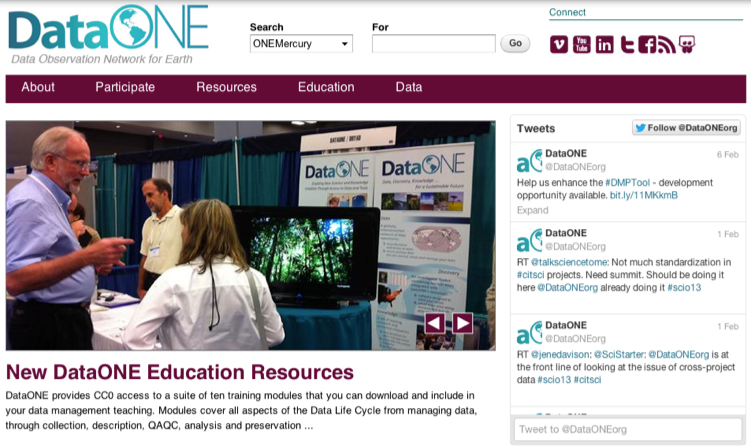 DataONE
Data Observation Network for Earth
Search
ONEMercury
For
Go
Connect
You
Tube
in
About
Participate
Resources
Education
Data
DATAONE / DRYAD
DataONE
DataONE
Discovery
New DataONE Education Resources
DataONE provides CC0 access to a suite of ten training modules that you can download and include in
your data management teaching. Modules cover all aspects of the Data Life Cycle from managing data,
through collection, description, QAQC, analysis and preservation ...
Tweets
Follow @DataONEorg
DataONE
6 Feb
@DataONEorg
Help us enhance the #DMPTool - development
opportunity available. bit.ly/11MKkmB
Expand
DataONE
1 Feb
@DataONEorg
RT @talksciencetome: Not much standardization in
#citsci projects. Need summit. Should be doing it
here @DataONEorg already doing it #scio13
DataONE
1 Feb
@DataONEorg
RT @jenedavison: @SciStarter: @DataONEorg is at
the front line of looking at the issue of cross-project
data #scio13 #citsci
Tweet to @DataONEorg